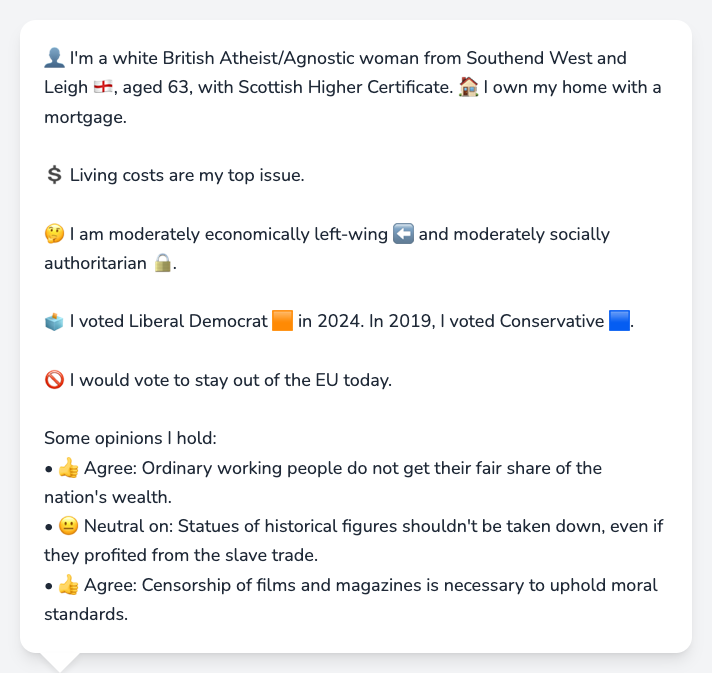 👤 I'm a white British Atheist/Agnostic woman from Southend West and
Leigh 🏴󠁧󠁢󠁥󠁮󠁧󠁿, aged 63, with Scottish Higher Certificate. 🏠 I own my home with a
mortgage.
💲 Living costs are my top issue.
🤔 I am moderately economically left-wing ⬅️ and moderately socially
authoritarian 🔒.
🗳️ I voted Liberal Democrat 🟧 in 2024. In 2019, I voted Conservative 🟦.
🚫 I would vote to stay out of the EU today.
Some opinions I hold:
• 👍 Agree: Ordinary working people do not get their fair share of the
nation's wealth.
• 😐 Neutral on: Statues of historical figures shouldn't be taken down, even if
they profited from the slave trade.
• 👍 Agree: Censorship of films and magazines is necessary to uphold moral
standards.